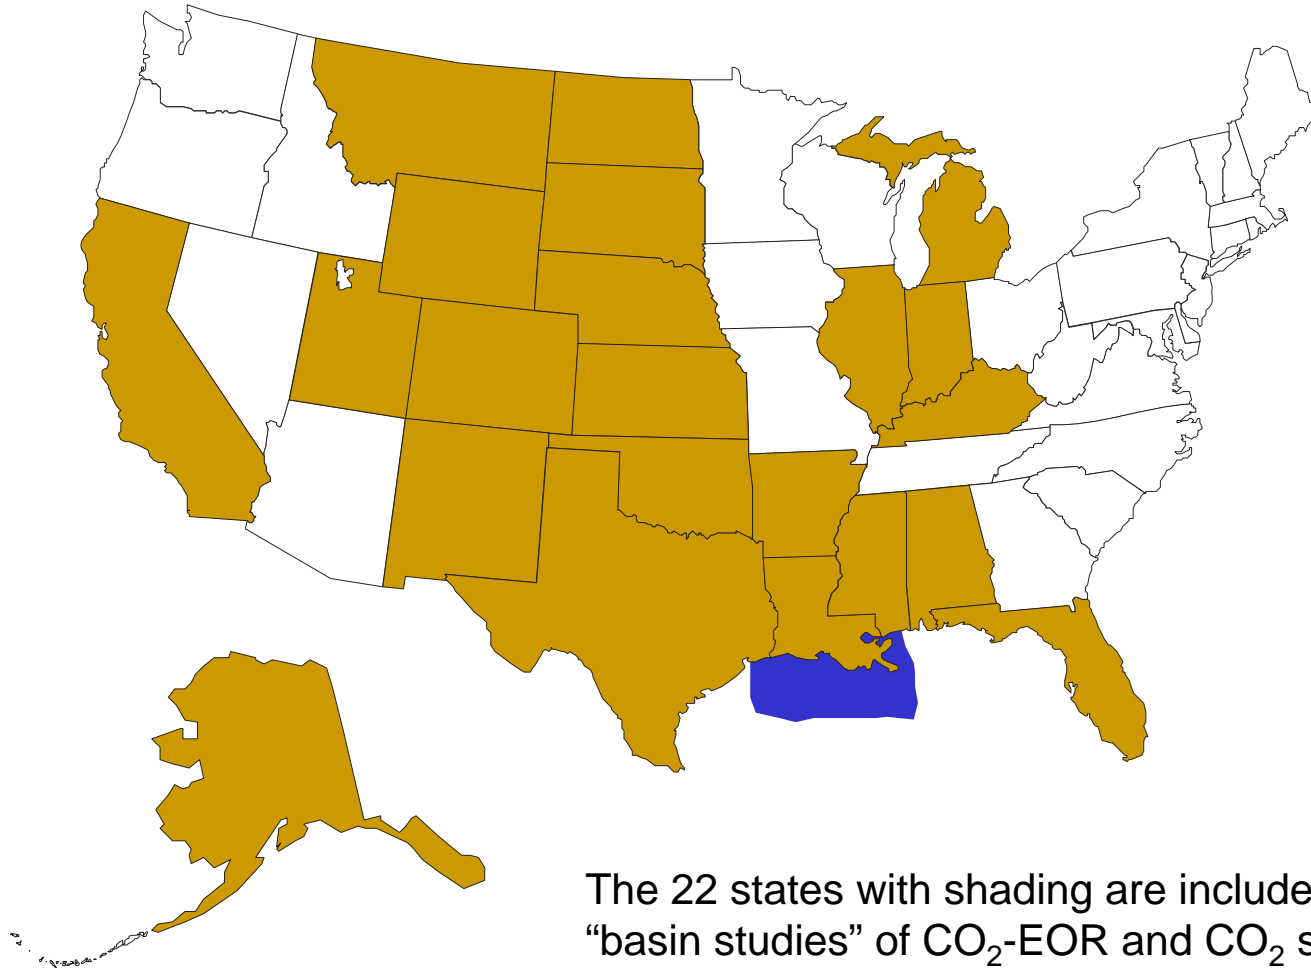 The 22 states with shading are include
“basin studies” of CO₂-EOR and CO₂ s